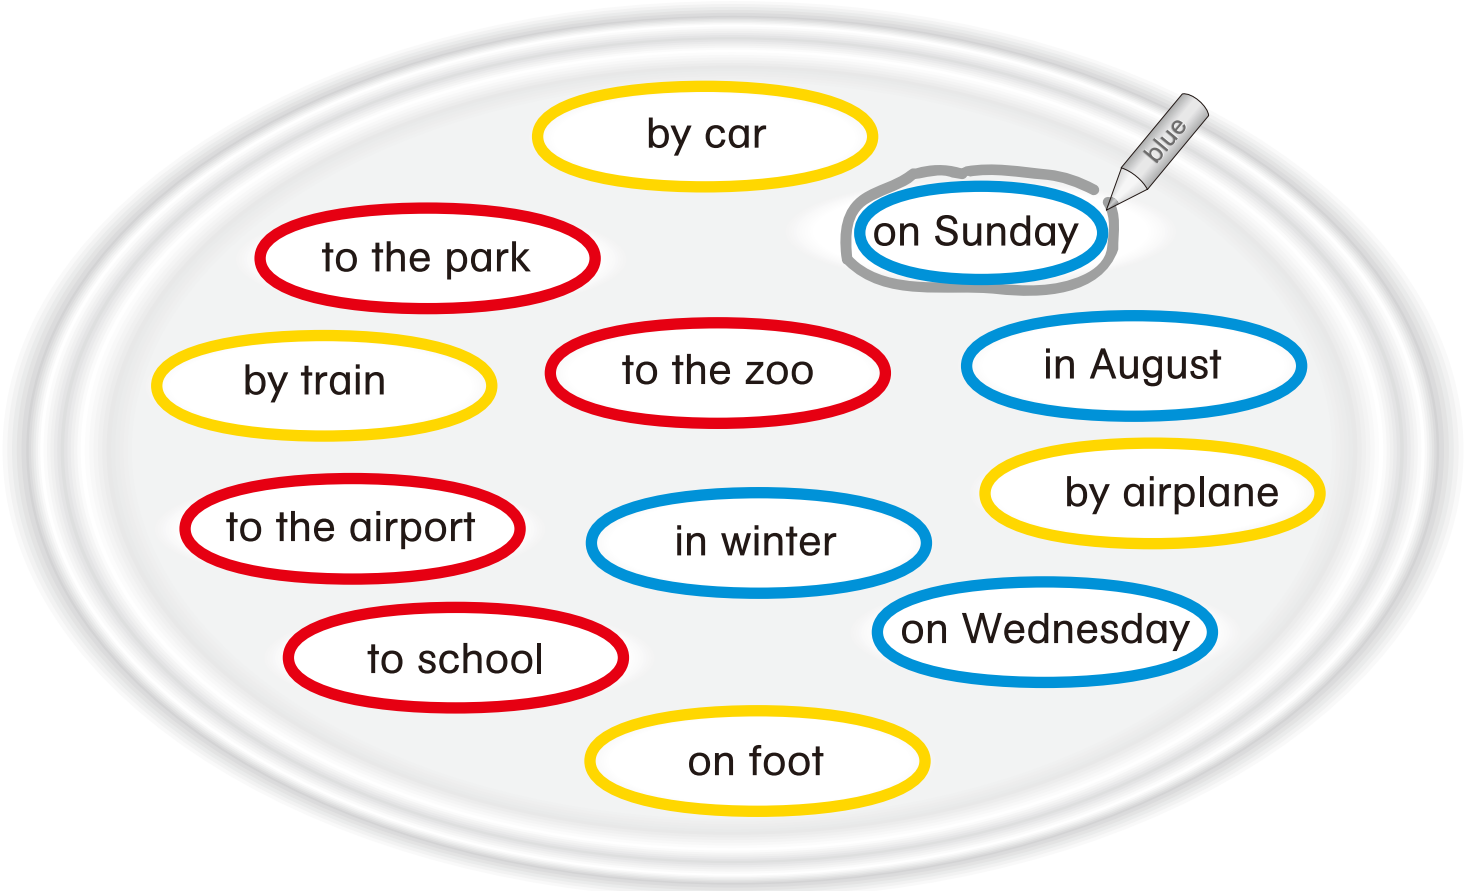 by car
blue
on Sunday
to the park
in August
to the zoo
by train
by airplane
to the airport
in winter
on Wednesday
to school
on foot